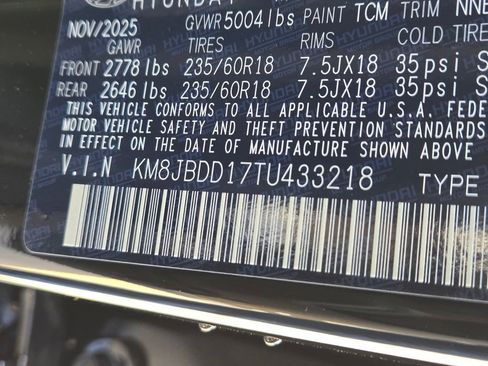 HYUNDAI
NOV/2025 GVWR 5004 lbs PAINT TCM TRIM NNB
GAWR TIRES RIMS COLD TIRE
FRONT 2778 lbs 235/60R18 7.5JX18 35psi
REAR 2646 lbs 235/60R18 7.5JX18 35psi
THIS VEHICLE CONFORMS TO ALL APPLICABLE U.S.A. FEDE
MOTOR VEHICLE SAFETY AND THEFT PREVENTION STANDARDS
IN EFFECT ON THE DATE OF MANUFACTURE SHOWN ABOVE
V.I.N KM8JBDD17TU433218 TYPE